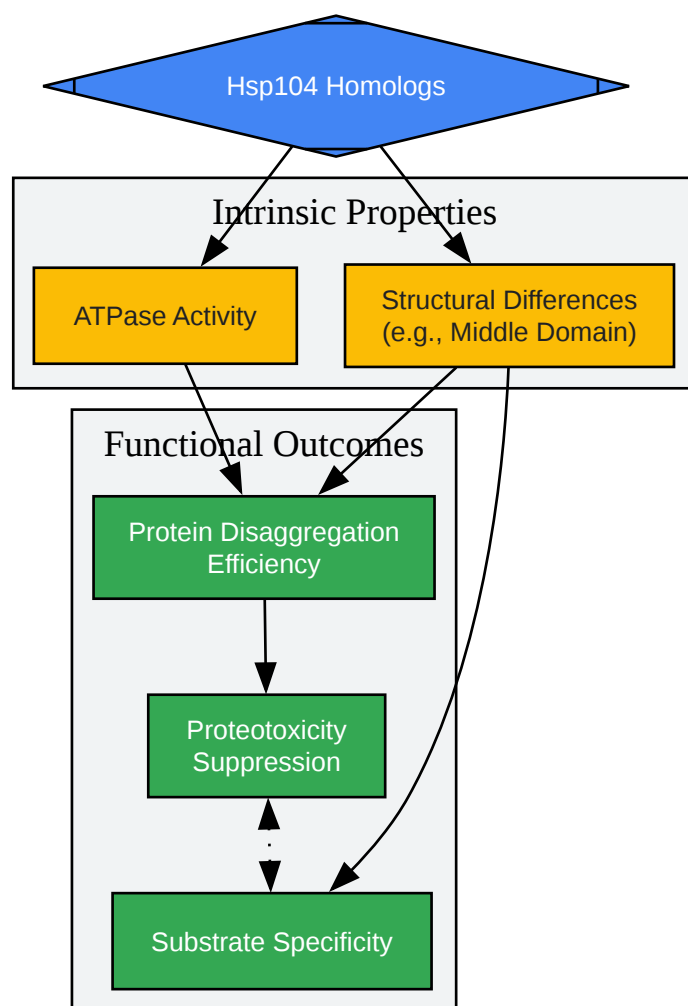 Hsp104 Homologs
Intrinsic Properties
ATPase Activity
Structural Differences
(e.g., Middle Domain)
Functional Outcomes
Protein Disaggregation
Efficiency
Proteotoxicity
Suppression
Substrate Specificity